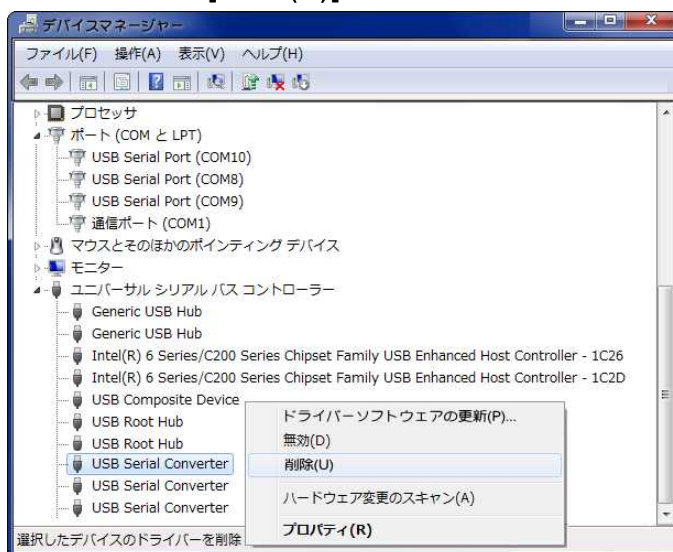 デバイスマネージャー
ファイル(F) 操作(A) 表示(V) ヘルプ(H)
プロセッサ
ポート (COM と LPT)
USB Serial Port (COM10)
USB Serial Port (COM8)
USB Serial Port (COM9)
通信ポート (COM1)
マウスとそのほかのポインティング デバイス
モニター
ユニバーサル シリアル バス コントローラー
Generic USB Hub
Generic USB Hub
Intel(R) 6 Series/C200 Series Chipset Family USB Enhanced Host Controller - 1C26
Intel(R) 6 Series/C200 Series Chipset Family USB Enhanced Host Controller - 1C2D
USB Composite Device
USB Root Hub
USB Root Hub
USB Serial Converter
USB Serial Converter
USB Serial Converter
ドライバーソフトウェアの更新(P)...
無効(D)
削除(U)
ハードウェア変更のスキャン(A)
プロパティ(R)
選択したデバイスのドライバーを削除